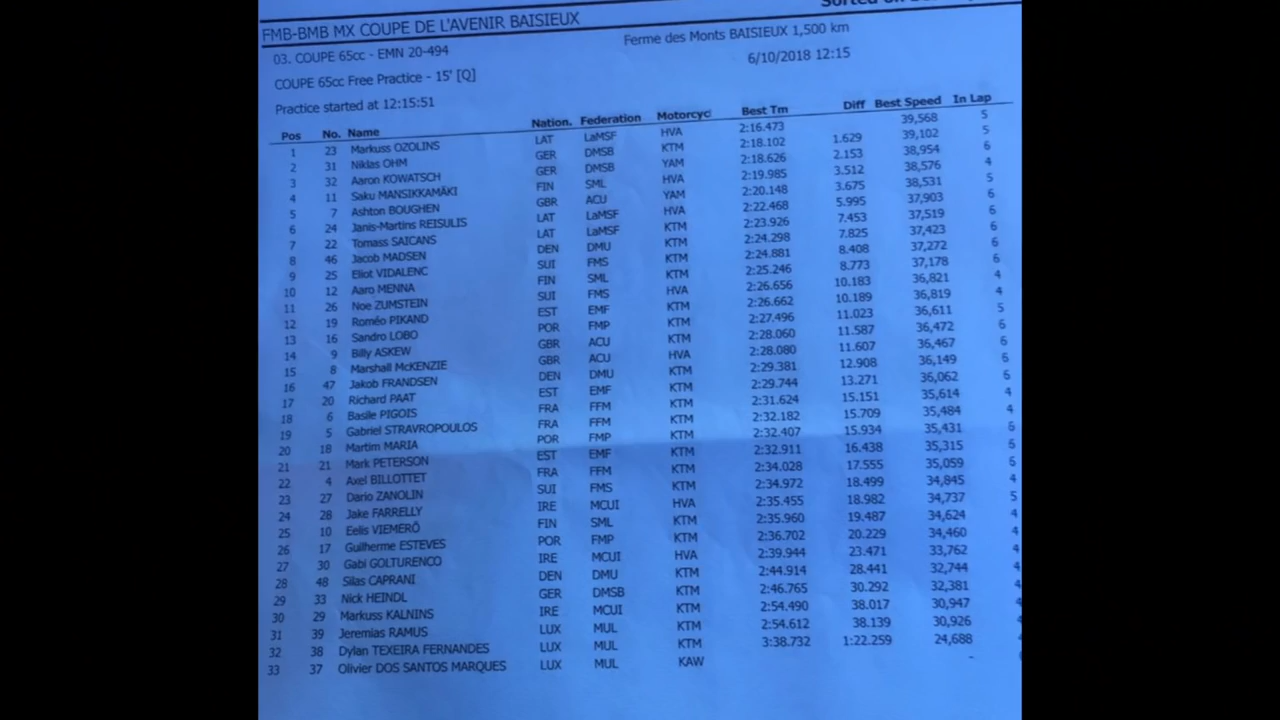 Sorted on
FMB-BMB MX COUPE DE L'AVENIR BAISIEUX
03. COUPE 65cc - EMN 20-494 Ferme des Monts BAISIEUX 1,500 km
COUPE 65cc Free Practice - 15' [Q] 6/10/2018 12:15
Practice started at 12:15:51
Pos No. Name Nation. Federation Motorcycl Best Tm Diff Best Speed In Lap
1 23 Markuss OZOLINS LAT LaMSF HVA 2:16.473 39,568 5
2 31 Niklas OHM GER DMSB KTM 2:18.102 1.629 39,102 5
3 32 Aaron KOWATSCH GER DMSB YAM 2:18.626 2.153 38,954 6
4 11 Saku MANSIKKAMÄKI FIN SML HVA 2:19.985 3.512 38,576 4
5 7 Ashton BOUGHEN GBR ACU YAM 2:20.148 3.675 38,531 5
6 24 Janis-Martins REISULIS LAT LaMSF HVA 2:22.468 5.995 37,903 6
7 22 Tomass SAICANS LAT LaMSF KTM 2:23.926 7.453 37,519 6
8 46 Jacob MADSEN DEN DMU KTM 2:24.298 7.825 37,423 6
9 25 Eliot VIDALENC SUI FMS KTM 2:24.881 8.408 37,272 6
10 12 Aaro MENNA FIN SML KTM 2:25.246 8.773 37,178 6
11 26 Noe ZUMSTEIN SUI FMS HVA 2:26.656 10.183 36,821 4
12 19 Roméo PIKAND EST EMF KTM 2:26.662 10.189 36,819 4
13 16 Sandro LOBO POR FMP KTM 2:27.496 11.023 36,611 5
14 9 Billy ASKEW GBR ACU KTM 2:28.060 11.587 36,472 6
15 8 Marshall McKENZIE GBR ACU HVA 2:28.080 11.607 36,467 6
16 47 Jakob FRANDSEN DEN DMU KTM 2:29.381 12.908 36,149 6
17 20 Richard PAAT EST EMF KTM 2:29.744 13.271 36,062 6
18 6 Basile PIGOIS FRA FFM KTM 2:31.624 15.151 35,614 4
19 5 Gabriel STRAVROPOULOS FRA FFM KTM 2:32.182 15.709 35,484 4
20 18 Martim MARIA POR FMP KTM 2:32.407 15.934 35,431
21 21 Mark PETERSON EST EMF KTM 2:32.911 16.438 35,315
22 4 Axel BILLOTTET FRA FFM KTM 2:34.028 17.555 35,059
23 27 Dario ZANOLIN SUI FMS KTM 2:34.972 18.499 34,845 4
24 28 Jake FARRELLY IRE MCUI HVA 2:35.455 18.982 34,737 5
25 10 Eelis VIEMERÖ FIN SML KTM 2:35.960 19.487 34,624 4
26 17 Guilherme ESTEVES POR FMP KTM 2:36.702 20.229 34,460 4
27 30 Gabi GOLTURENCO IRE MCUI HVA 2:39.944 23.471 33,762 4
28 48 Silas CAPRANI DEN DMU KTM 2:44.914 28.441 32,744 4
29 33 Nick HEINDL GER DMSB KTM 2:46.765 30.292 32,381 4
30 29 Markuss KALNINS IRE MCUI KTM 2:54.490 38.017 30,947 4
31 39 Jeremias RAMUS LUX MUL KTM 2:54.612 38.139 30,926
32 38 Dylan TEXEIRA FERNANDES LUX MUL KTM 3:38.732 1:22.259 24,688
33 37 Olivier DOS SANTOS MARQUES LUX MUL KAW -